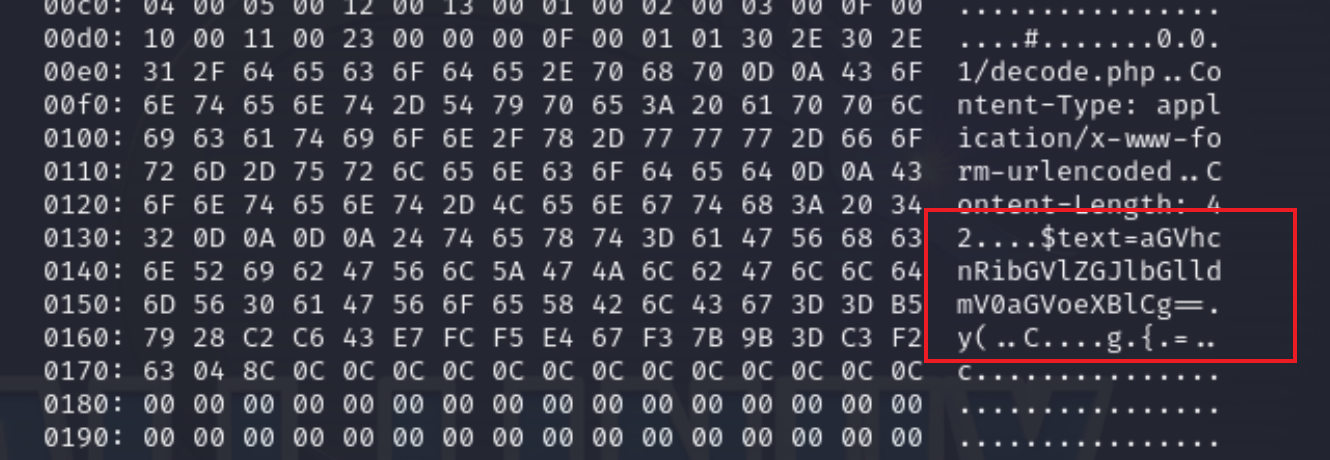 00c0: 04 00 05 00 12 00 13 00 01 00 02 00 03 00 0F 00 ................
00d0: 10 00 11 00 23 00 00 00 0F 00 01 01 30 2E 30 2E ....#.......0.0.
00e0: 31 2F 64 65 63 6F 64 65 2E 70 68 70 0D 0A 43 6F 1/decode.php..Co
00f0: 6E 74 65 6E 74 2D 54 79 70 65 3A 20 61 70 70 6C ntent-Type: appl
0100: 69 63 61 74 69 6F 6E 2F 78 2D 77 77 77 2D 66 6F ication/x-www-fo
0110: 72 6D 2D 75 72 6C 65 6E 63 6F 64 65 64 0D 0A 43 rm-urlencoded..C
0120: 6F 6E 74 65 6E 74 2D 4C 65 6E 67 74 68 3A 20 34 ontent-Length: 4
0130: 32 0D 0A 0D 0A 24 74 65 78 74 3D 61 47 56 68 63 2....$text=aGVhc
0140: 6E 52 69 62 47 56 6C 5A 47 4A 6C 62 47 6C 6C 64 nRibGVlZGJlbGlld
0150: 6D 56 30 61 47 56 6F 65 58 42 6C 43 67 3D 3D B5 mV0aGVoeXBlCg==.
0160: 79 28 C2 C6 43 E7 FC F5 E4 67 F3 7B 9B 3D C3 F2 y(..C....g.{.=..
0170: 63 04 8C 0C 0C 0C 0C 0C 0C 0C 0C 0C 0C 0C 0C 0C c...............
0180: 00 00 00 00 00 00 00 00 00 00 00 00 00 00 00 00 ................
0190: 00 00 00 00 00 00 00 00 00 00 00 00 00 00 00 00 ................